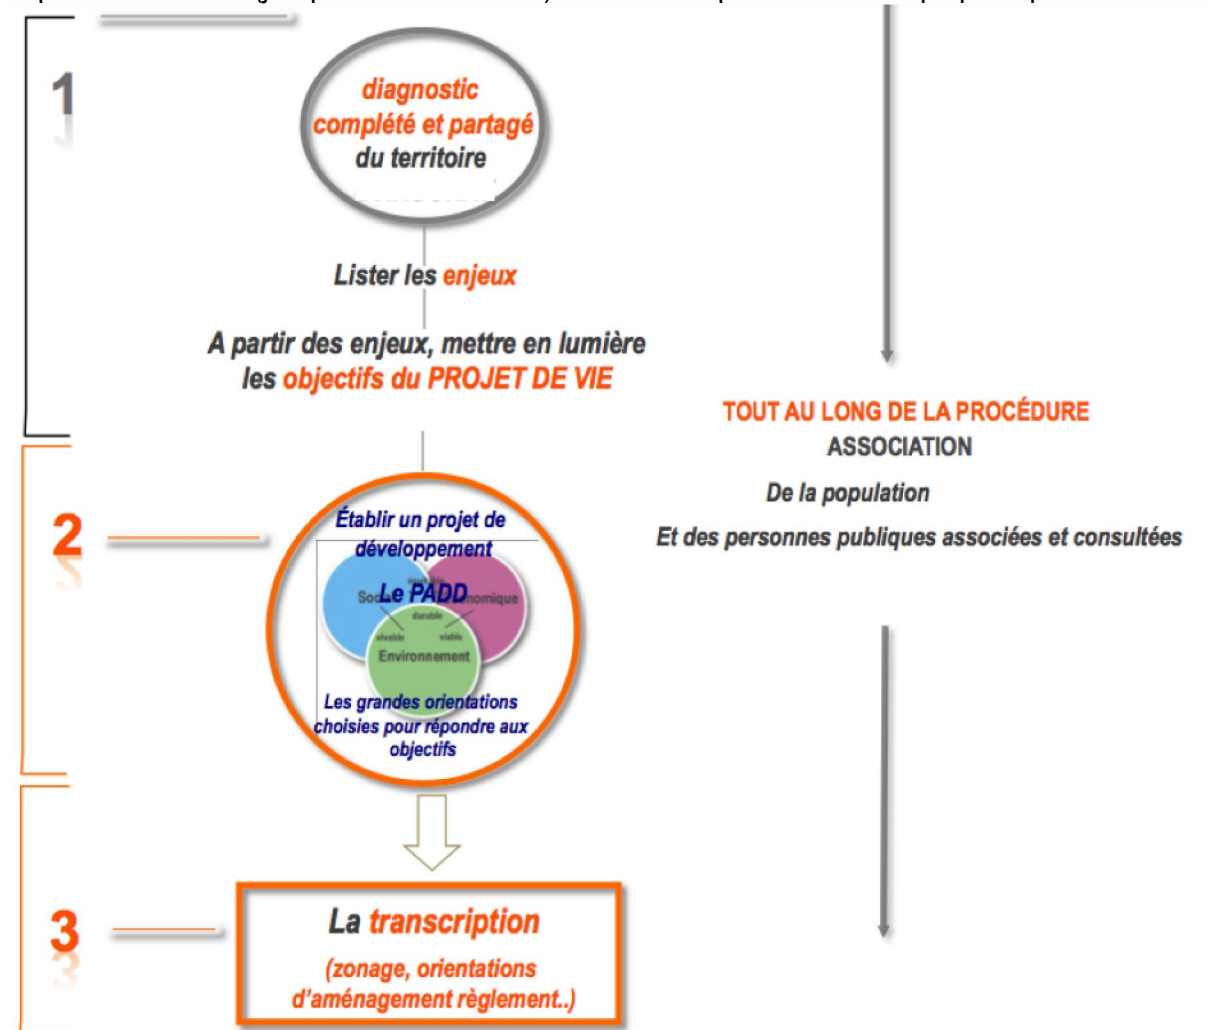 1
diagnostic
complété et partagé
du territoire
Lister les enjeux
A partir des enjeux, mettre en lumière
les objectifs du PROJET DE VIE
TOUT AU LONG DE LA PROCÉDURE
ASSOCIATION
De la population
Et des personnes publiques associées et consultées
2
Établir un projet de
développement
Le PADD
durable
vivable
viable
Environnement
Les grandes orientations
choisies pour répondre aux
objectifs
3
La transcription
(zonage, orientations
d'aménagement règlement..)